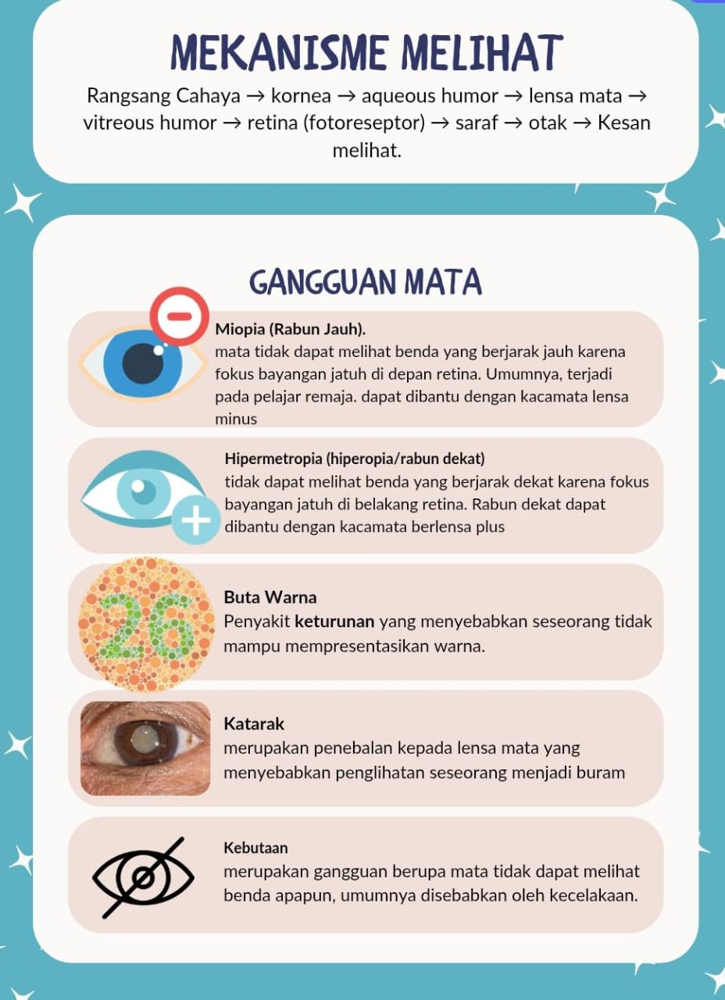 MEKANISME MELIHAT
Rangsang Cahaya → kornea → aqueous humor → lensa mata →
vitreous humor → retina (fotoreseptor) → saraf → otak → Kesan
melihat.
GANGGUAN MATA
Miopia (Rabun Jauh).
mata tidak dapat melihat benda yang berjarak jauh karena
fokus bayangan jatuh di depan retina. Umumnya, terjadi
pada pelajar remaja. dapat dibantu dengan kacamata lensa
minus
Hipermetropia (hiperopia/rabun dekat)
tidak dapat melihat benda yang berjarak dekat karena fokus
bayangan jatuh di belakang retina. Rabun dekat dapat
dibantu dengan kacamata berlensa plus
26
Buta Warna
Penyakit keturunan yang menyebabkan seseorang tidak
mampu mempresentasikan warna.
Katarak
merupakan penebalan kepada lensa mata yang
menyebabkan penglihatan seseorang menjadi buram
Kebutaan
merupakan gangguan berupa mata tidak dapat melihat
benda apapun, umumnya disebabkan oleh kecelakaan.